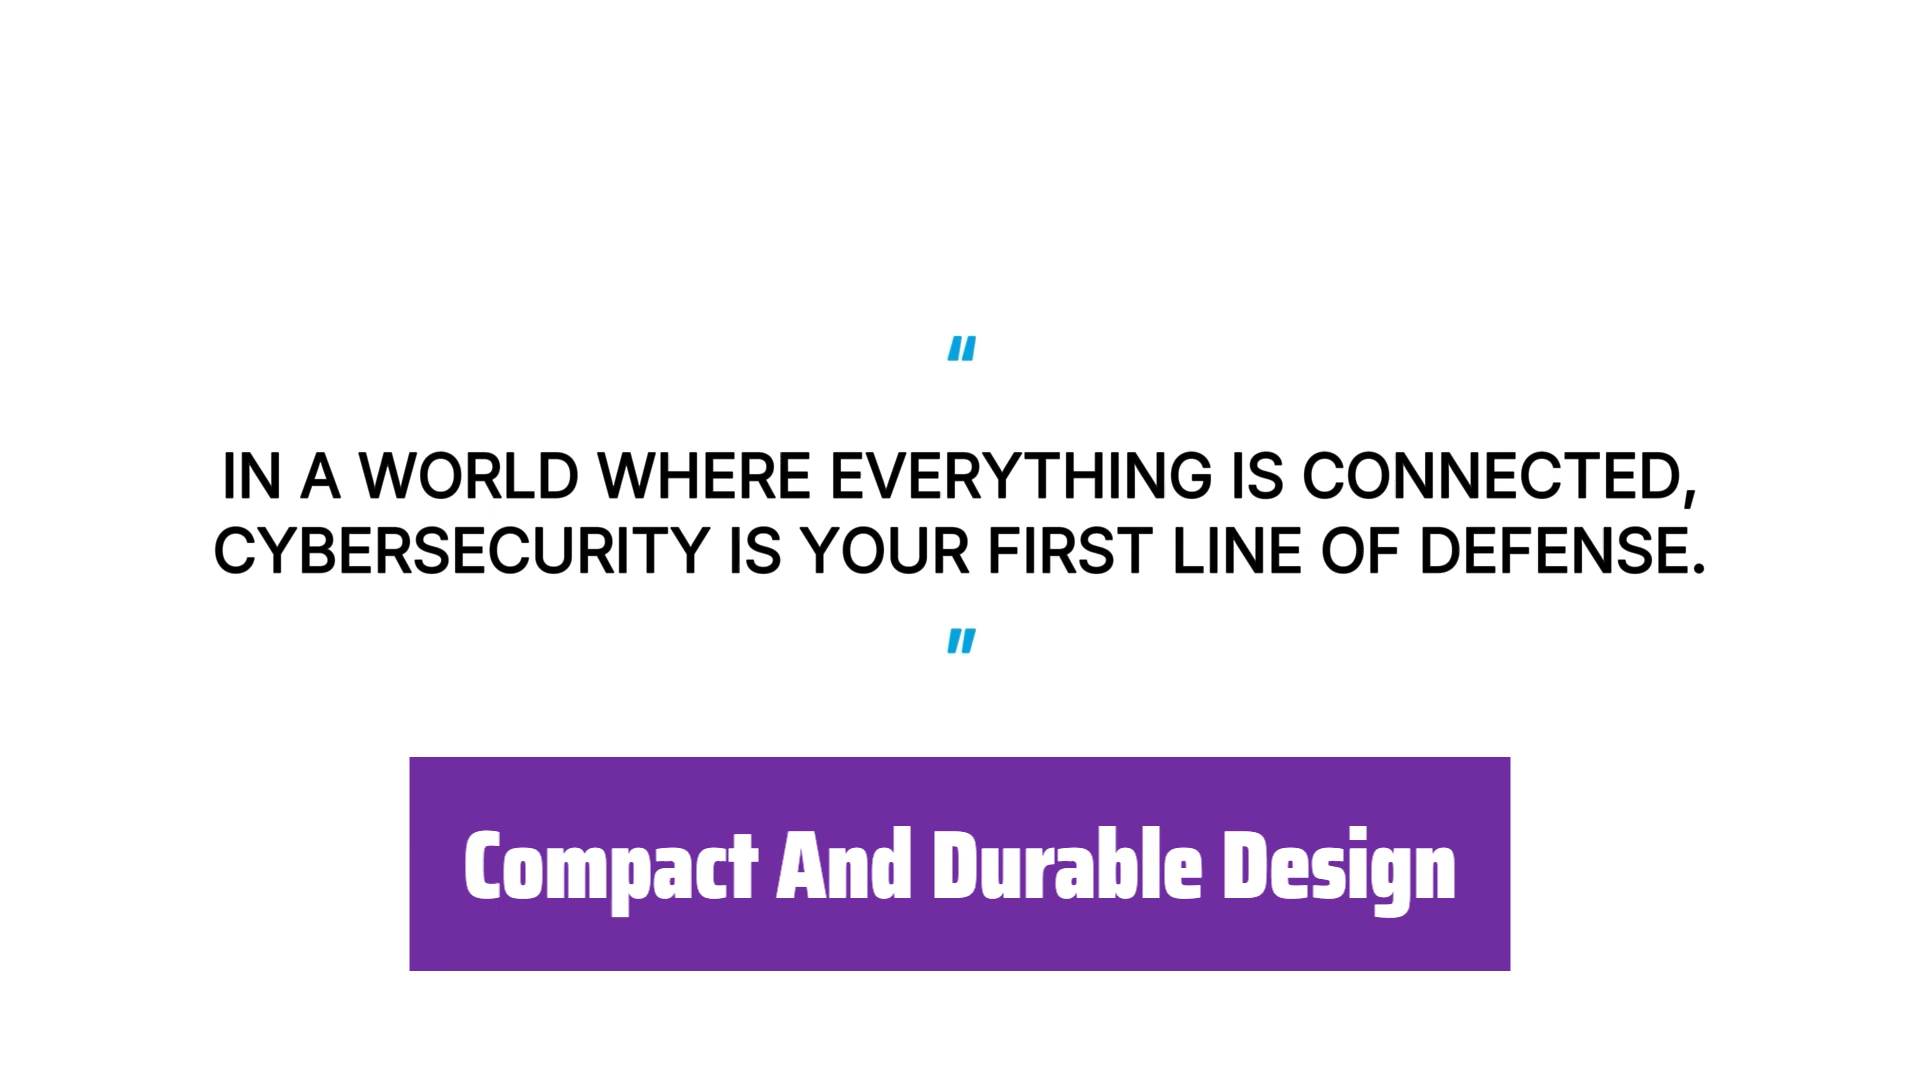 "
IN A WORLD WHERE EVERYTHING IS CONNECTED,
CYBERSECURITY IS YOUR FIRST LINE OF DEFENSE.
"
Compact And Durable Design